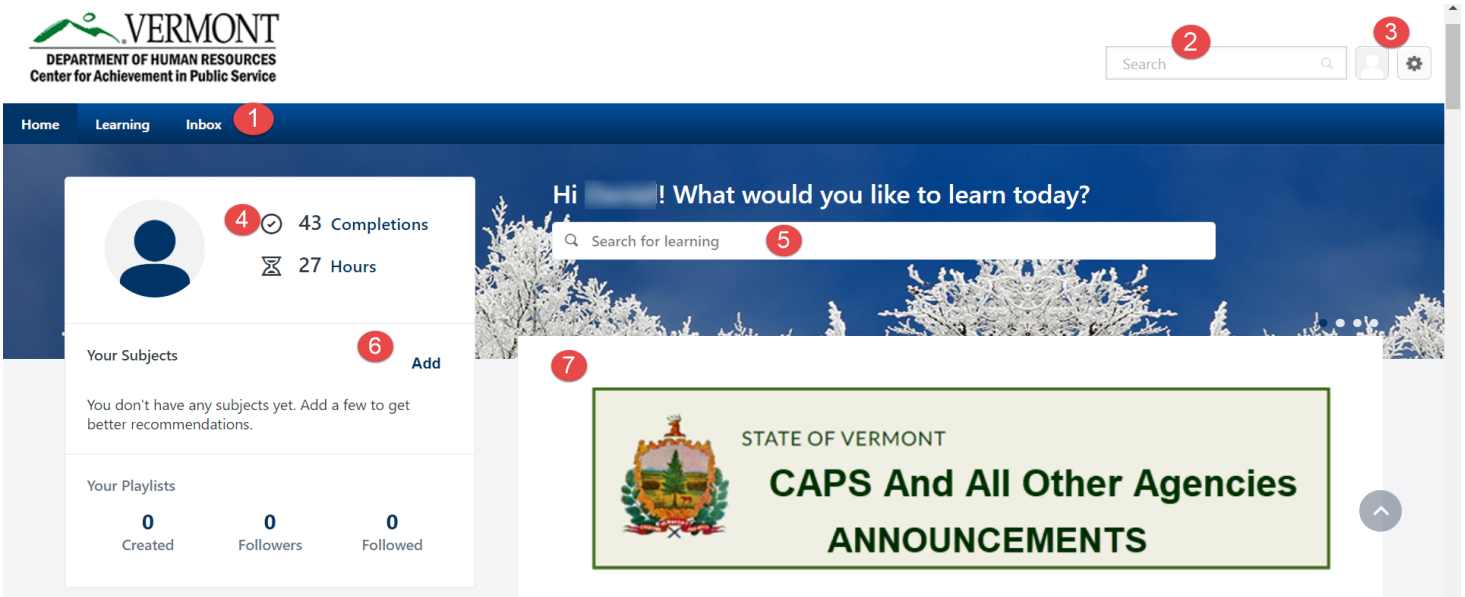 VERMONT
DEPARTMENT OF HUMAN RESOURCES
Center for Achievement in Public Service
2
3
Search
Home Learning Inbox 1
Hi ! What would you like to learn today?
4 43 Completions
27 Hours
Search for learning 5
Your Subjects 6 Add
You don't have any subjects yet. Add a few to get
better recommendations.
Your Playlists
0 0 0
Created Followers Followed
7
STATE OF VERMONT
CAPS And All Other Agencies
ANNOUNCEMENTS